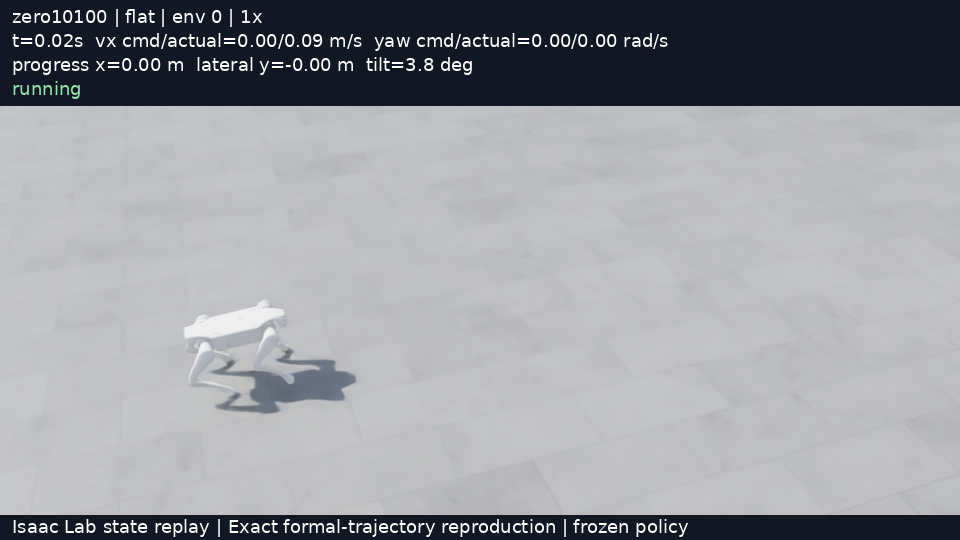 zero10100 | flat | env 0 | 1x
t=0.02s  vx cmd/actual=0.00/0.09 m/s  yaw cmd/actual=0.00/0.00 rad/s
progress x=0.00 m  lateral y=-0.00 m  tilt=3.8 deg
running
Isaac Lab state replay | Exact formal-trajectory reproduction | frozen policy